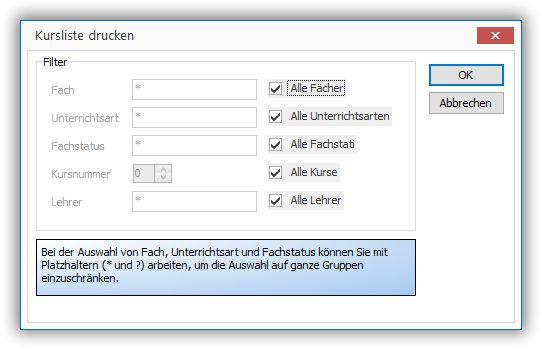 Kursliste drucken
Filter
Fach * Alle Fächer
Unterrichtsart * Alle Unterrichtsarten
Fachstatus * Alle Fachstati
Kursnummer 0 Alle Kurse
Lehrer * Alle Lehrer
OK
Abbrechen
Bei der Auswahl von Fach, Unterrichtsart und Fachstatus können Sie mit
Platzhaltern (* und ?) arbeiten, um die Auswahl auf ganze Gruppen
einzuschränken.